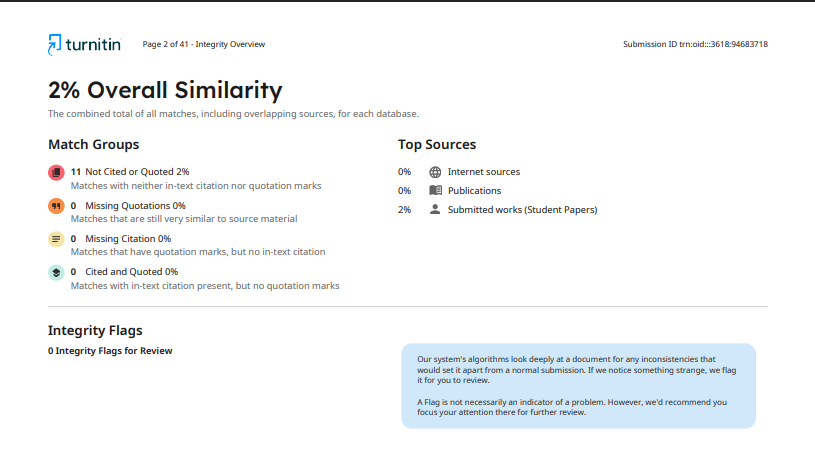 turnitin Page 2 of 41 - Integrity Overview Submission ID trn:oid:::3618:94683718
2% Overall Similarity
The combined total of all matches, including overlapping sources, for each database.
Match Groups
11 Not Cited or Quoted 2%
Matches with neither in-text citation nor quotation marks
0 Missing Quotations 0%
Matches that are still very similar to source material
0 Missing Citation 0%
Matches that have quotation marks, but no in-text citation
0 Cited and Quoted 0%
Matches with in-text citation present, but no quotation marks
Top Sources
0% Internet sources
0% Publications
2% Submitted works (Student Papers)
Integrity Flags
0 Integrity Flags for Review
Our system's algorithms look deeply at a document for any inconsistencies that
would set it apart from a normal submission. If we notice something strange, we flag
it for you to review.
A Flag is not necessarily an indicator of a problem. However, we'd recommend you
focus your attention there for further review.